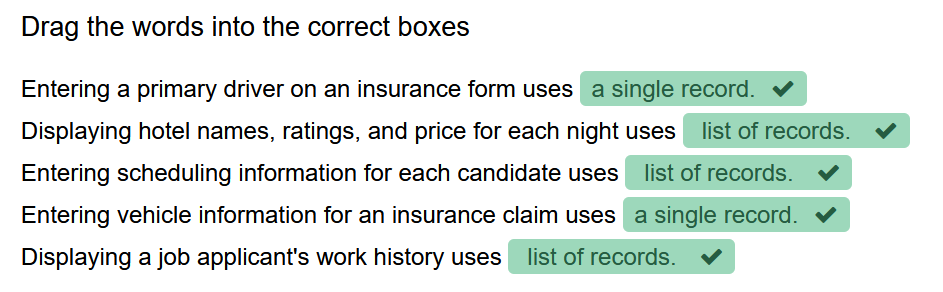 Drag the words into the correct boxes
Entering a primary driver on an insurance form uses a single record.
Displaying hotel names, ratings, and price for each night uses list of records.
Entering scheduling information for each candidate uses list of records.
Entering vehicle information for an insurance claim uses a single record.
Displaying a job applicant's work history uses list of records.